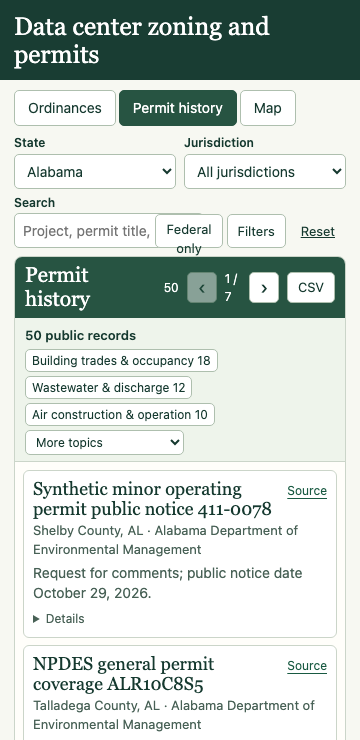 Data center zoning and
permits
Ordinances
Permit history
Map
State
Jurisdiction
Alabama
All jurisdictions
Search
Project, permit title,
Federal
only
Filters
Reset
Permit
history
50
‹
1 /
7
›
CSV
50 public records
Building trades & occupancy 18
Wastewater & discharge 12
Air construction & operation 10
More topics
Synthetic minor operating
permit public notice 411-0078
Source
Shelby County, AL · Alabama Department of
Environmental Management
Request for comments; public notice date
October 29, 2026.
Details
NPDES general permit
coverage ALR10C8S5
Source
Talladega County, AL · Alabama Department of
Environmental Management